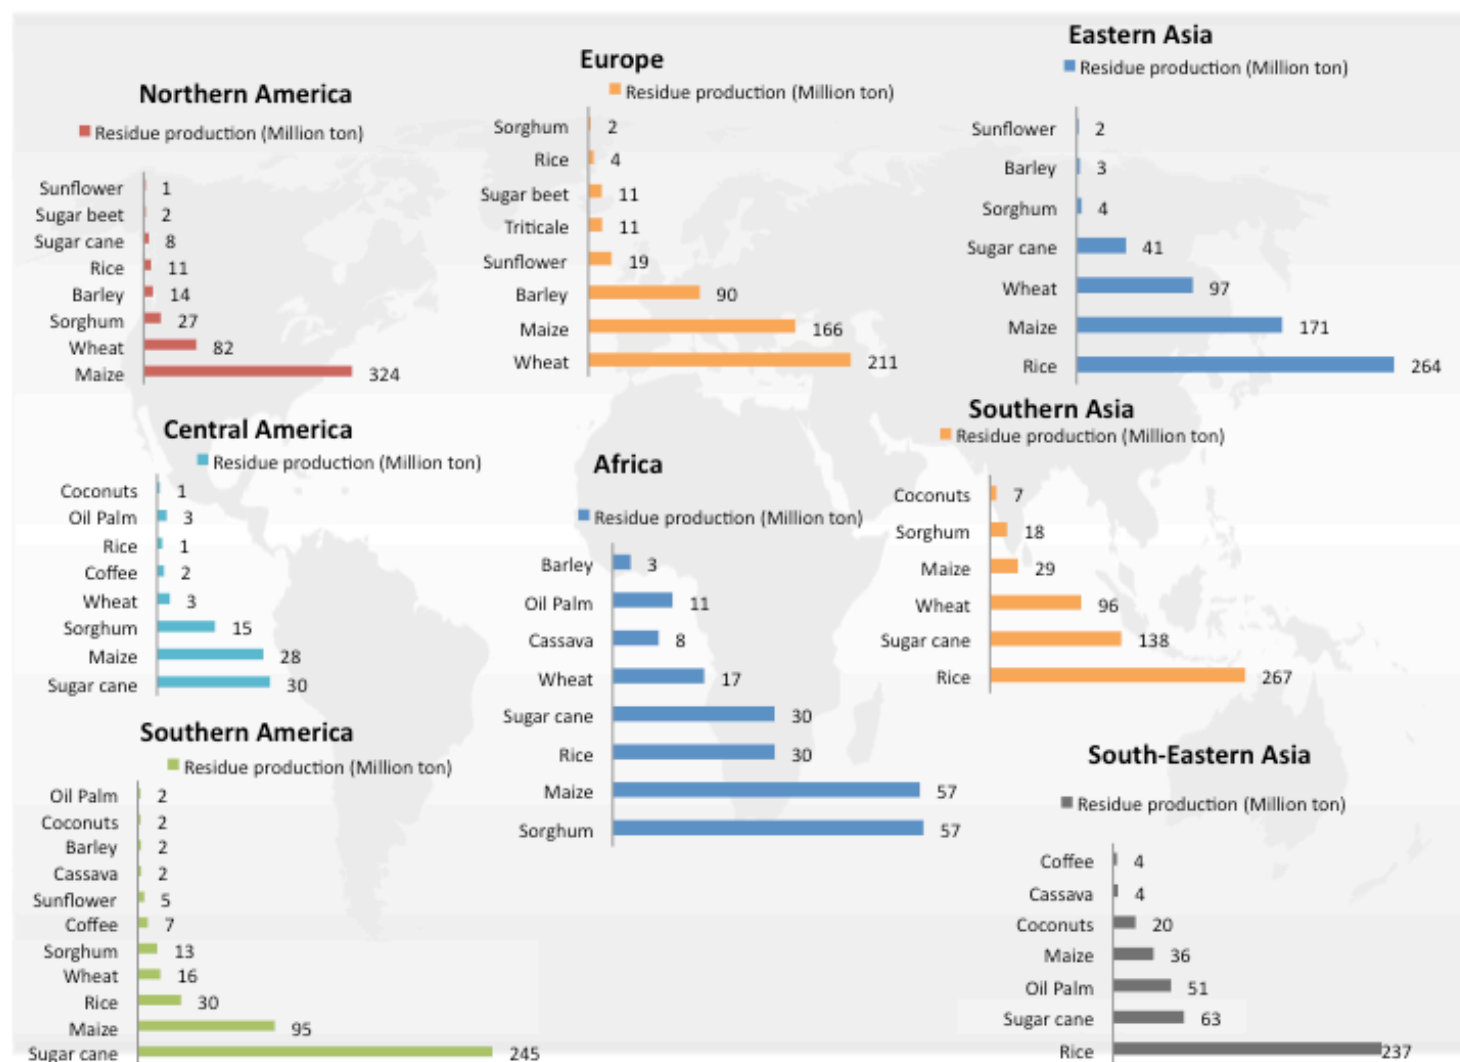 Northern America
Residue production (Million ton)
Sunflower 1
Sugar beet 2
Sugar cane 8
Rice 11
Barley 14
Sorghum 27
Wheat 82
Maize 324
Europe
Residue production (Million ton)
Sorghum 2
Rice 4
Sugar beet 11
Triticale 11
Sunflower 19
Barley 90
Maize 166
Wheat 211
Eastern Asia
Residue production (Million ton)
Sunflower 2
Barley 3
Sorghum 4
Sugar cane 41
Wheat 97
Maize 171
Rice 264
Central America
Residue production (Million ton)
Coconuts 1
Oil Palm 3
Rice 1
Coffee 2
Wheat 3
Sorghum 15
Maize 28
Sugar cane 30
Africa
Residue production (Million ton)
Barley 3
Oil Palm 11
Cassava 8
Wheat 17
Sugar cane 30
Rice 30
Maize 57
Sorghum 57
Southern Asia
Residue production (Million ton)
Coconuts 7
Sorghum 18
Maize 29
Wheat 96
Sugar cane 138
Rice 267
Southern America
Residue production (Million ton)
Oil Palm 2
Coconuts 2
Barley 2
Cassava 2
Sunflower 5
Coffee 7
Sorghum 13
Wheat 16
Rice 30
Maize 95
Sugar cane 245
South-Eastern Asia
Residue production (Million ton)
Coffee 4
Cassava 4
Coconuts 20
Maize 36
Oil Palm 51
Sugar cane 63
Rice 237